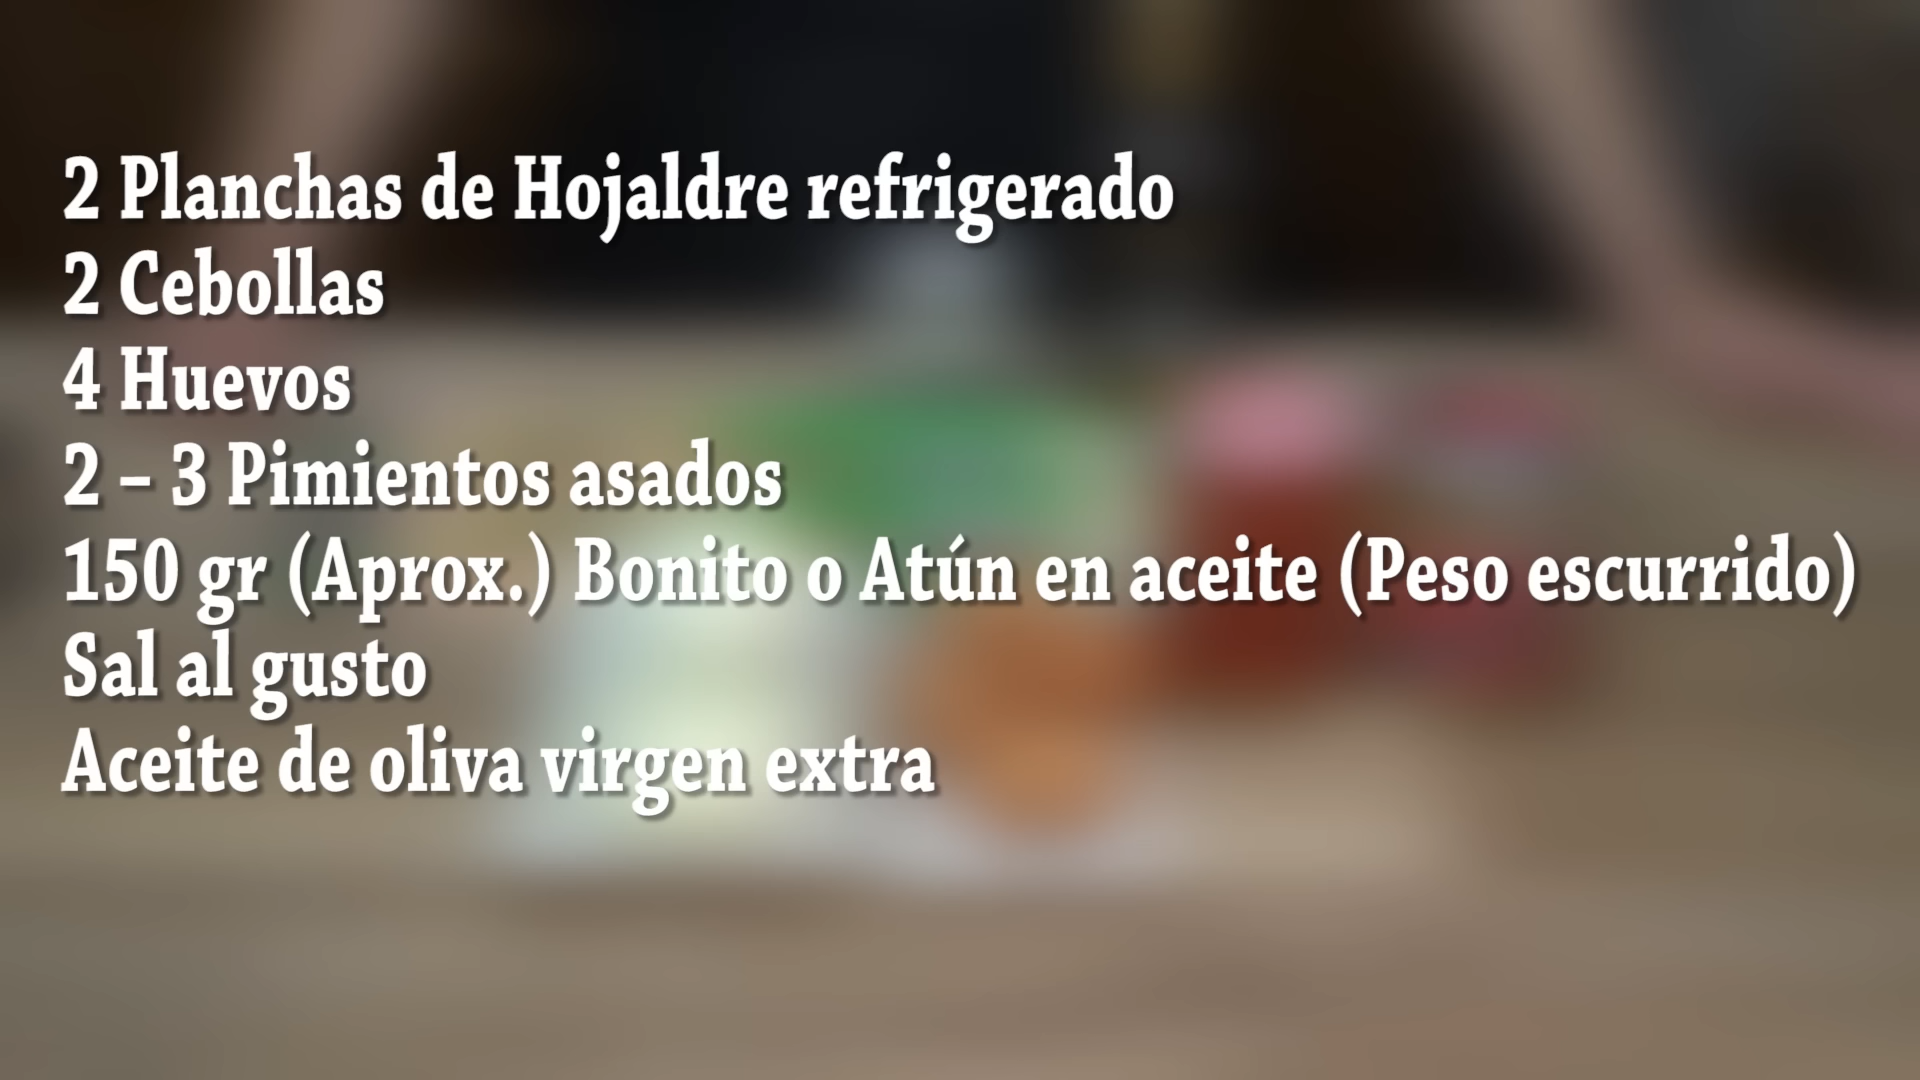 2 Planchas de Hojaldre refrigerado
2 Cebollas
4 Huevos
2 – 3 Pimientos asados
150 gr (Aprox.) Bonito o Atún en aceite (Peso escurrido)
Sal al gusto
Aceite de oliva virgen extra